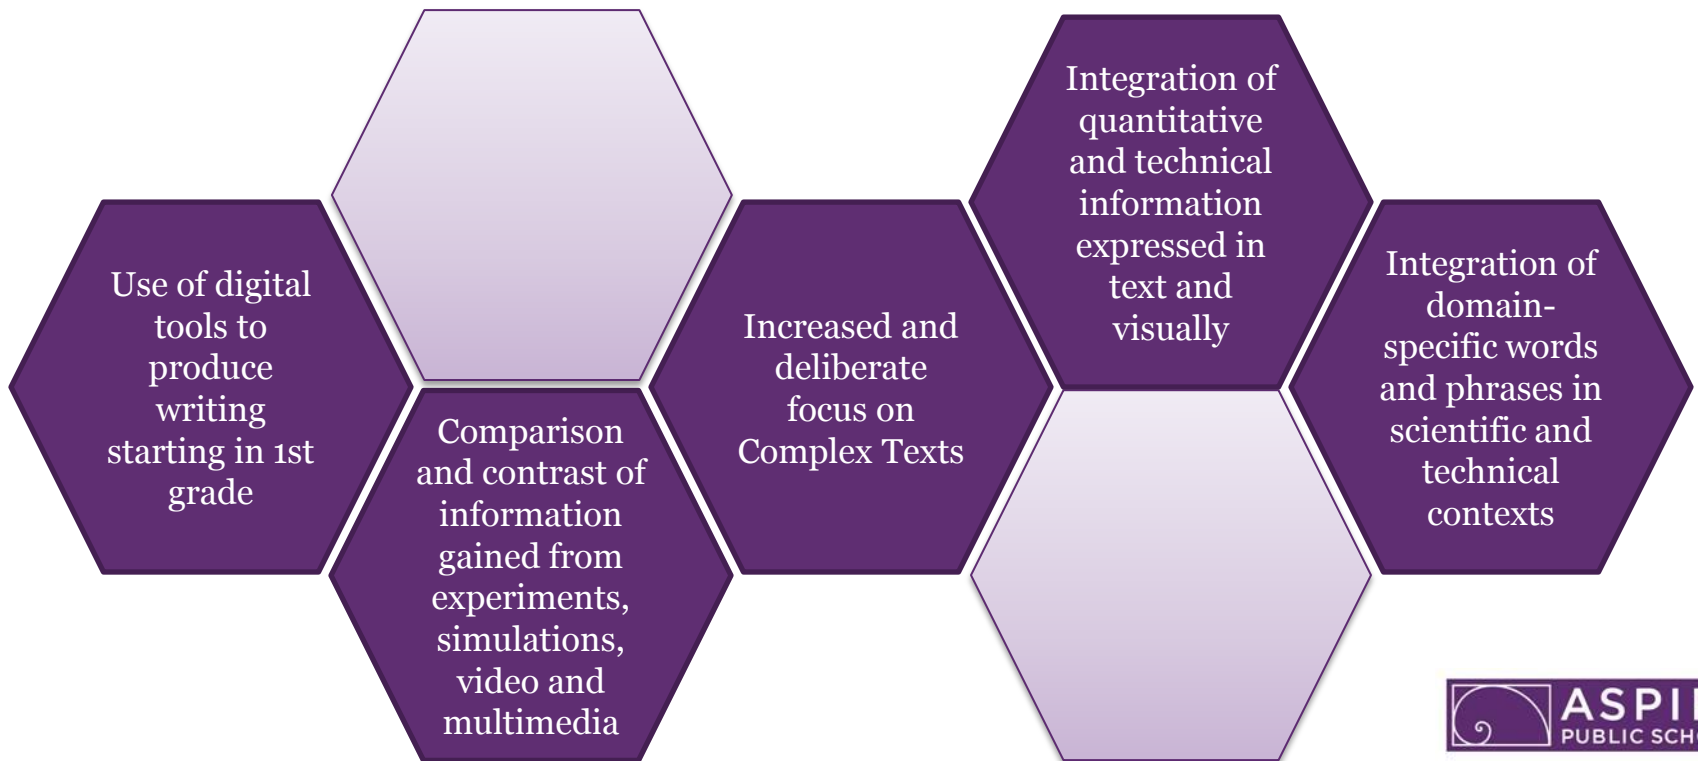 Use of digital
tools to
produce
writing
starting in 1st
grade
Comparison
and contrast of
information
gained from
experiments,
simulations,
video and
multimedia
Increased and
deliberate
focus on
Complex Texts
Integration of
quantitative
and technical
information
expressed in
text and
visually
Integration of
domain-
specific words
and phrases in
scientific and
technical
contexts
PUBLIC